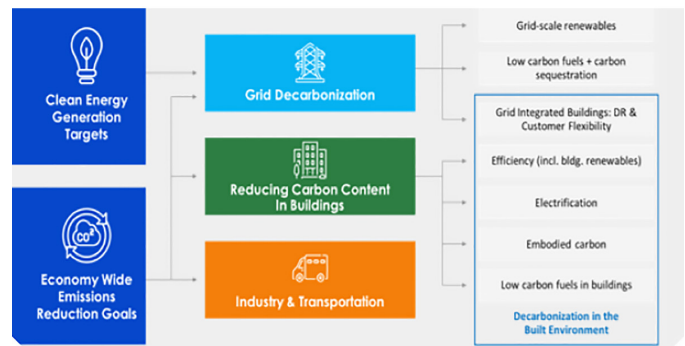 Clean Energy
Generation
Targets
Economy Wide
Emissions
Reduction Goals
CO²
Grid Decarbonization
Reducing Carbon Content
In Buildings
Industry & Transportation
Grid-scale renewables
Low carbon fuels + carbon
sequestration
Grid Integrated Buildings: DR &
Customer Flexibility
Efficiency (incl. bldg. renewables)
Electrification
Embodied carbon
Low carbon fuels in buildings
Decarbonization in the
Built Environment